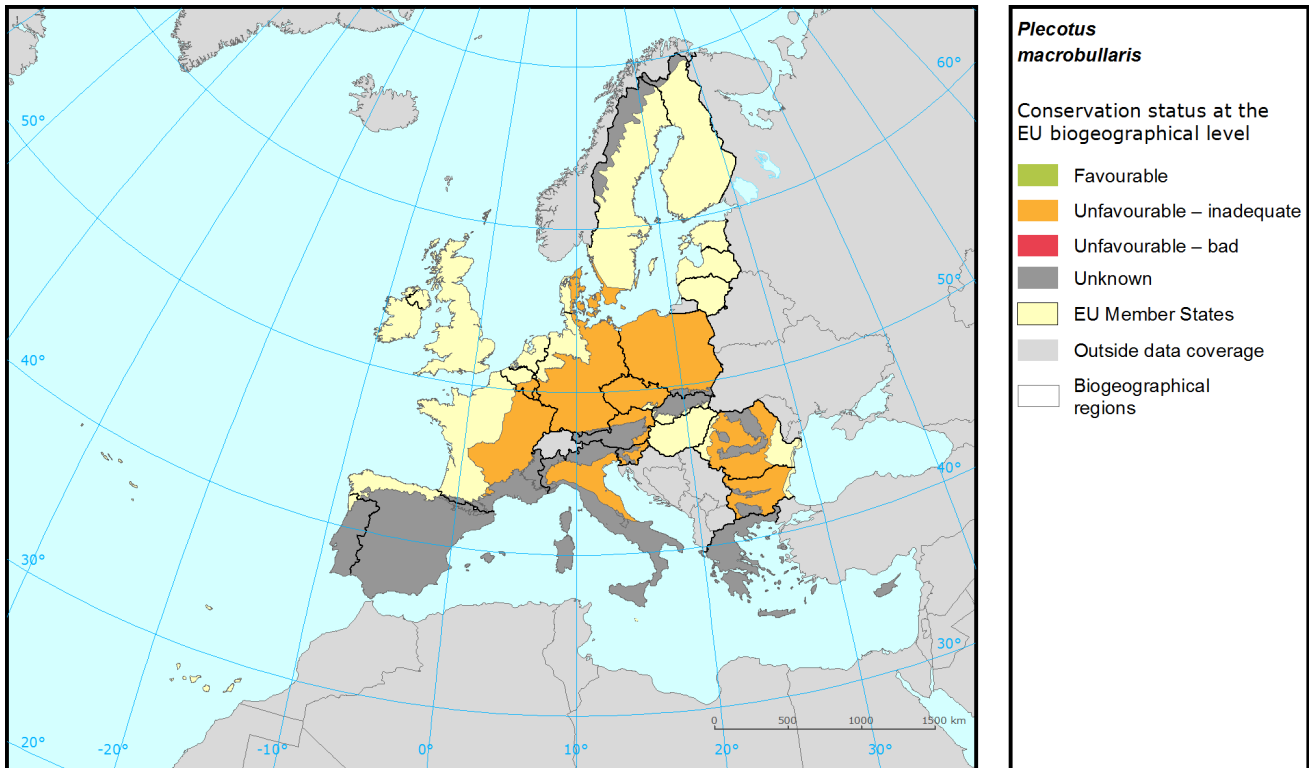 60°
50°
50°
40°
40°
30°
30°
20°
-20°
-10°
0°
10°
20°
30°
0 500 1000 1500 km
Plecotus
macrobullaris
Conservation status at the
EU biogeographical level
Favourable
Unfavourable – inadequate
Unfavourable – bad
Unknown
EU Member States
Outside data coverage
Biogeographical
regions